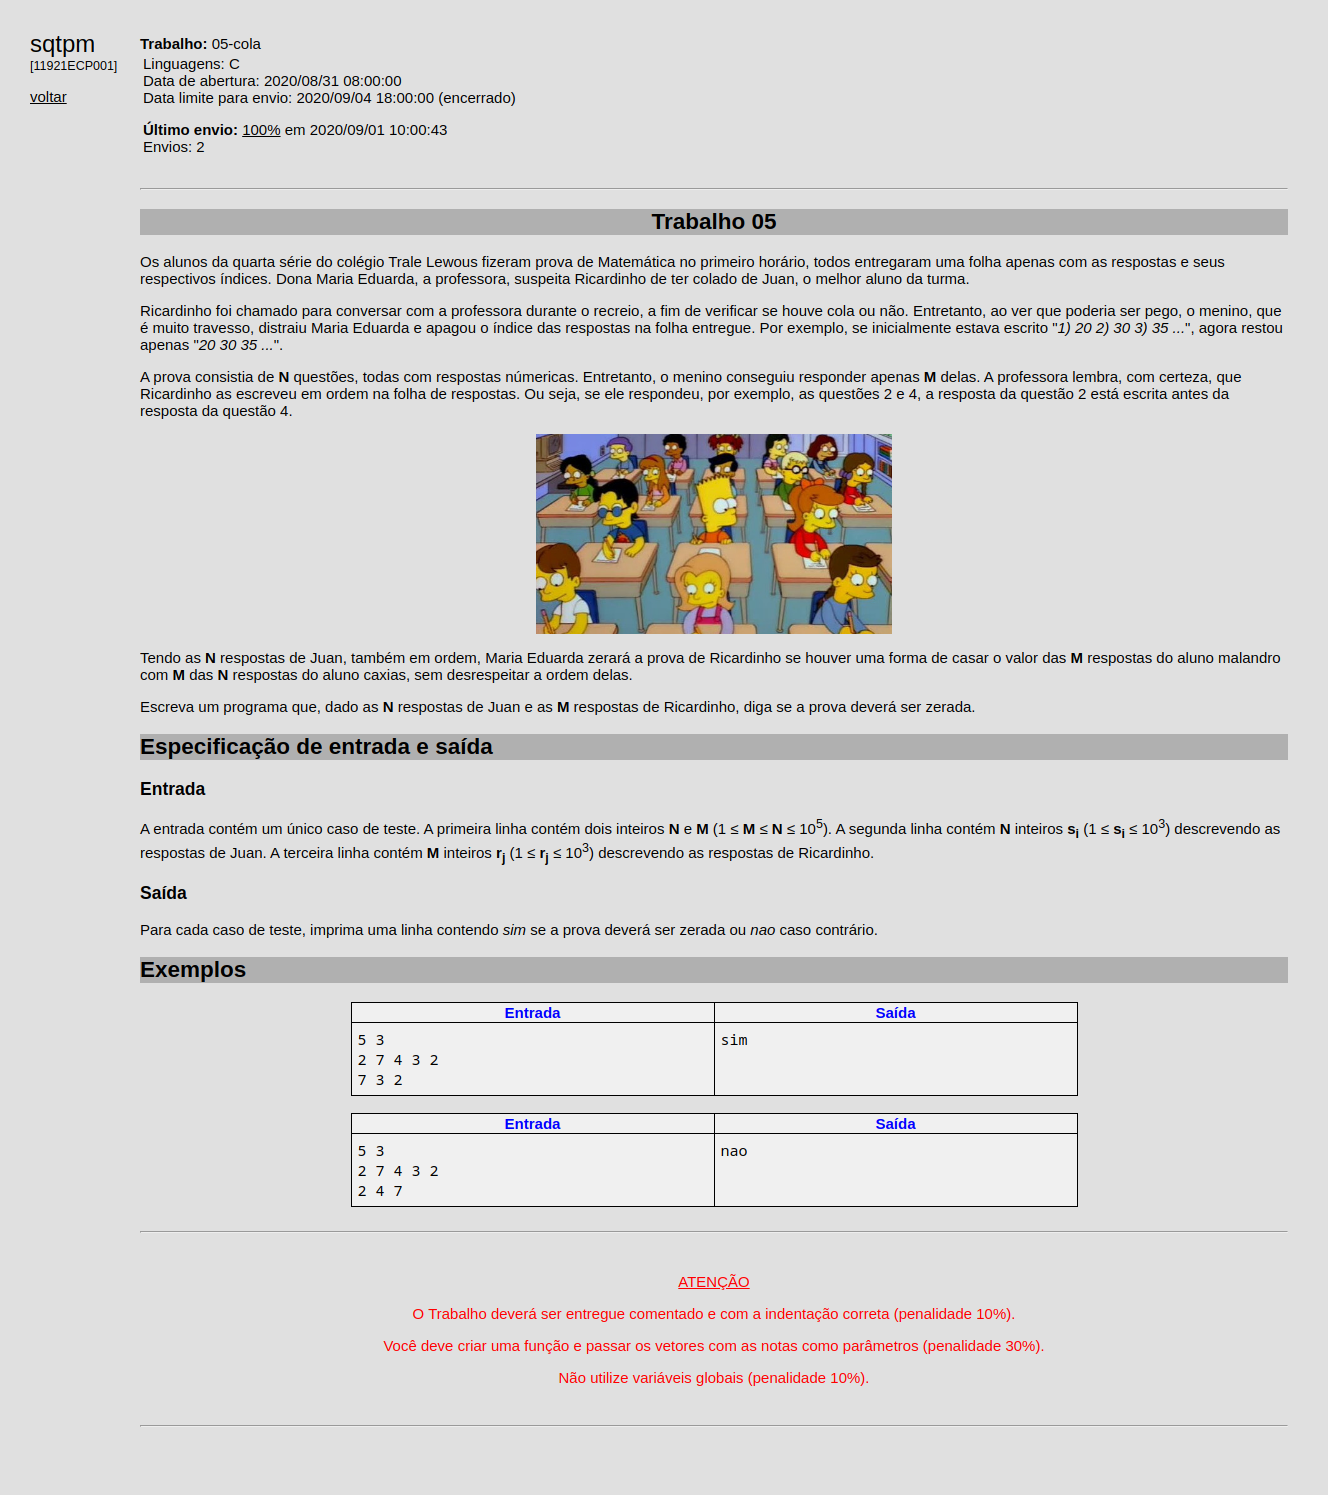 sqtpm
[11921ECP001]
voltar
Trabalho: 05-cola
Linguagens: C
Data de abertura: 2020/08/31 08:00:00
Data limite para envio: 2020/09/04 18:00:00 (encerrado)
Último envio: 100% em 2020/09/01 10:00:43
Envios: 2
Trabalho 05
Os alunos da quarta série do colégio Trale Lewous fizeram prova de Matemática no primeiro horário, todos entregaram uma folha apenas com as respostas e seus
respectivos índices. Dona Maria Eduarda, a professora, suspeita Ricardinho de ter colado de Juan, o melhor aluno da turma.
Ricardinho foi chamado para conversar com a professora durante o recreio, a fim de verificar se houve cola ou não. Entretanto, ao ver que poderia ser pego, o menino, que
é muito travesso, distraiu Maria Eduarda e apagou o índice das respostas na folha entregue. Por exemplo, se inicialmente estava escrito "1) 20 2) 30 3) 35 ...", agora restou
apenas "20 30 35 ...".
A prova consistia de N questões, todas com respostas númericas. Entretanto, o menino conseguiu responder apenas M delas. A professora lembra, com certeza, que
Ricardinho as escreveu em ordem na folha de respostas. Ou seja, se ele respondeu, por exemplo, as questões 2 e 4, a resposta da questão 2 está escrita antes da
resposta da questão 4.
Tendo as N respostas de Juan, também em ordem, Maria Eduarda zerará a prova de Ricardinho se houver uma forma de casar o valor das M respostas do aluno malandro
com M das N respostas do aluno caxias, sem desrespeitar a ordem delas.
Escreva um programa que, dado as N respostas de Juan e as M respostas de Ricardinho, diga se a prova deverá ser zerada.
Especificação de entrada e saída
Entrada
A entrada contém um único caso de teste. A primeira linha contém dois inteiros N e M (1 ≤ M ≤ N ≤ 10^5). A segunda linha contém N inteiros s_i (1 ≤ s_i ≤ 10^3) descrevendo as
respostas de Juan. A terceira linha contém M inteiros r_j (1 ≤ r_j ≤ 10^3) descrevendo as respostas de Ricardinho.
Saída
Para cada caso de teste, imprima uma linha contendo sim se a prova deverá ser zerada ou nao caso contrário.
Exemplos
Entrada Saída
5 3 sim
2 7 4 3 2
7 3 2
Entrada Saída
5 3 nao
2 7 4 3 2
2 4 7
ATENÇÃO
O Trabalho deverá ser entregue comentado e com a indentação correta (penalidade 10%).
Você deve criar uma função e passar os vetores com as notas como parâmetros (penalidade 30%).
Não utilize variáveis globais (penalidade 10%).